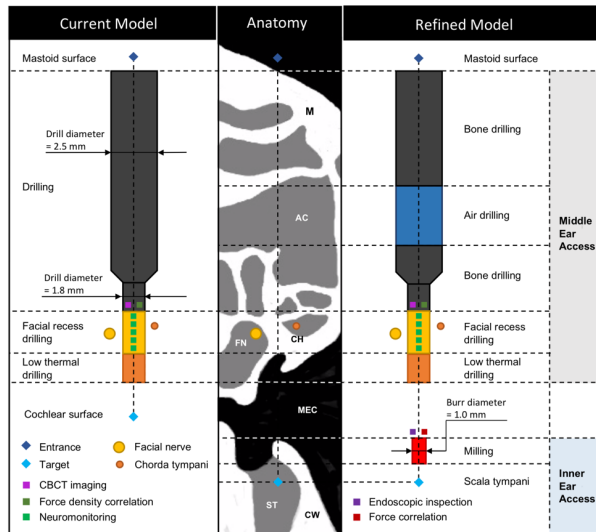 Current Model
Anatomy
Refined Model
Mastoid surface
Drill diameter
= 2.5 mm
Drilling
Drill diameter
= 1.8 mm
Facial recess
drilling
Low thermal
drilling
Cochlear surface
Entrance
Target
CBCT imaging
Force density correlation
Neuromonitoring
Facial nerve
Chorda tympani
M
AC
FN
CH
MEC
ST
CW
Mastoid surface
Bone drilling
Air drilling
Bone drilling
Facial recess
drilling
Low thermal
drilling
Burr diameter
= 1.0 mm
Milling
Scala tympani
Endoscopic inspection
Force correlation
Middle
Ear
Access
Inner
Ear
Access